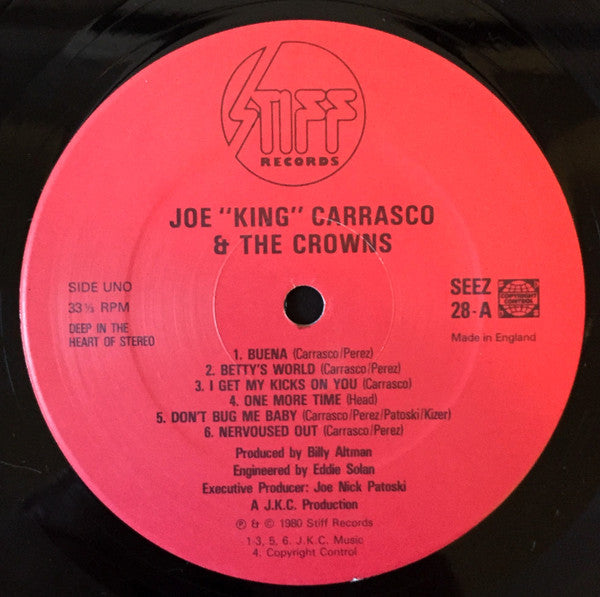 STIFF
RECORDS
JOE "KING" CARRASCO
& THE CROWNS
SIDE UNO
33⅓ RPM
DEEP IN THE
HEART OF STEREO
SEEZ
28-A
COPYRIGHT
CONTROL
Made in England
1. BUENA (Carrasco/Perez)
2. BETTY'S WORLD (Carrasco/Perez)
3. I GET MY KICKS ON YOU (Carrasco)
4. ONE MORE TIME (Head)
5. DON'T BUG ME BABY (Carrasco/Perez/Patoski/Kizer)
6. NERVOUSED OUT (Carrasco/Perez)
Produced by Billy Altman
Engineered by Eddie Solan
Executive Producer: Joe Nick Patoski
A J.K.C. Production
℗ & © 1980 Stiff Records
1-3, 5, 6. J.K.C. Music
4. Copyright Control